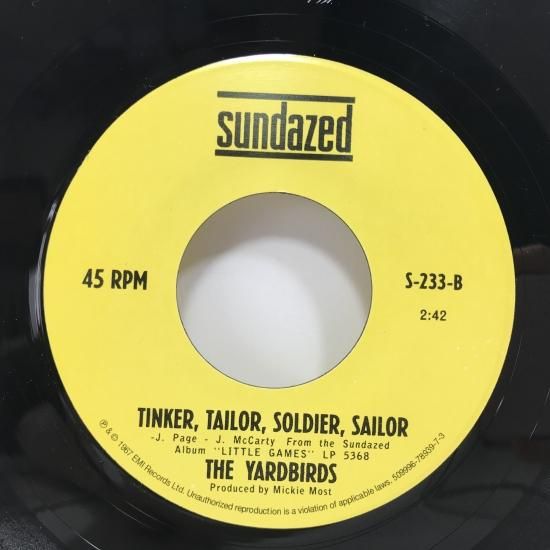 sundazed
45 RPM
S-233-B
2:42
TINKER, TAILOR, SOLDIER, SAILOR
-J. Page - J. McCarty From the Sundazed
Album "LITTLE GAMES" LP 5368
THE YARDBIRDS
Produced by Mickie Most
℗ & © 1967 EMI Records Ltd. Unauthorized reproduction is a violation of applicable laws. 509996-78939-7-3